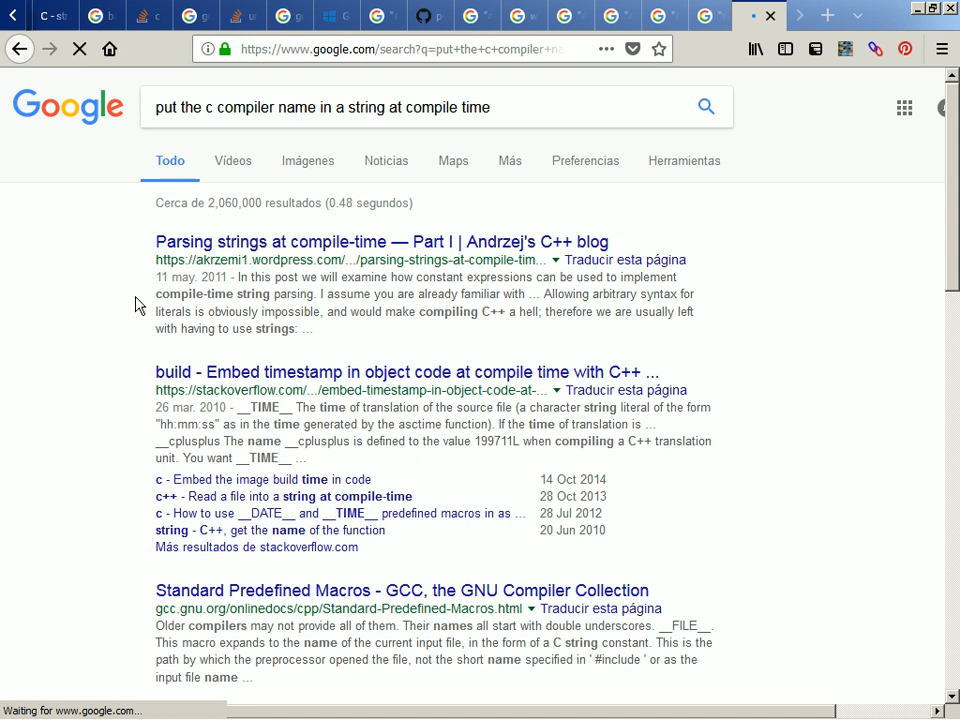 C - str
https://www.google.com/search?q=put+the+c+compiler+na
Google
put the c compiler name in a string at compile time
Todo Vídeos Imágenes Noticias Maps Más Preferencias Herramientas
Cerca de 2,060,000 resultados (0.48 segundos)
Parsing strings at compile-time — Part I | Andrzej's C++ blog
https://akrzemi1.wordpress.com/.../parsing-strings-at-compile-tim... Traducir esta página
11 may. 2011 - In this post we will examine how constant expressions can be used to implement
compile-time string parsing. I assume you are already familiar with ... Allowing arbitrary syntax for
literals is obviously impossible, and would make compiling C++ a hell; therefore we are usually left
with having to use strings: ...
build - Embed timestamp in object code at compile time with C++ ...
https://stackoverflow.com/.../embed-timestamp-in-object-code-at-... Traducir esta página
26 mar. 2010 - __TIME__ The time of translation of the source file (a character string literal of the form
"hh:mm:ss" as in the time generated by the asctime function). If the time of translation is ...
__cplusplus The name __cplusplus is defined to the value 199711L when compiling a C++ translation
unit. You want __TIME__ ...
c - Embed the image build time in code 14 Oct 2014
c++ - Read a file into a string at compile-time 28 Oct 2013
c - How to use __DATE__ and __TIME__ predefined macros in as ... 28 Jul 2012
string - C++, get the name of the function 20 Jun 2010
Más resultados de stackoverflow.com
Standard Predefined Macros - GCC, the GNU Compiler Collection
gcc.gnu.org/onlinedocs/cpp/Standard-Predefined-Macros.html Traducir esta página
Older compilers may not provide all of them. Their names all start with double underscores. __FILE__.
This macro expands to the name of the current input file, in the form of a C string constant. This is the
path by which the preprocessor opened the file, not the short name specified in ' #include ' or as the
input file name ...
Waiting for www.google.com...